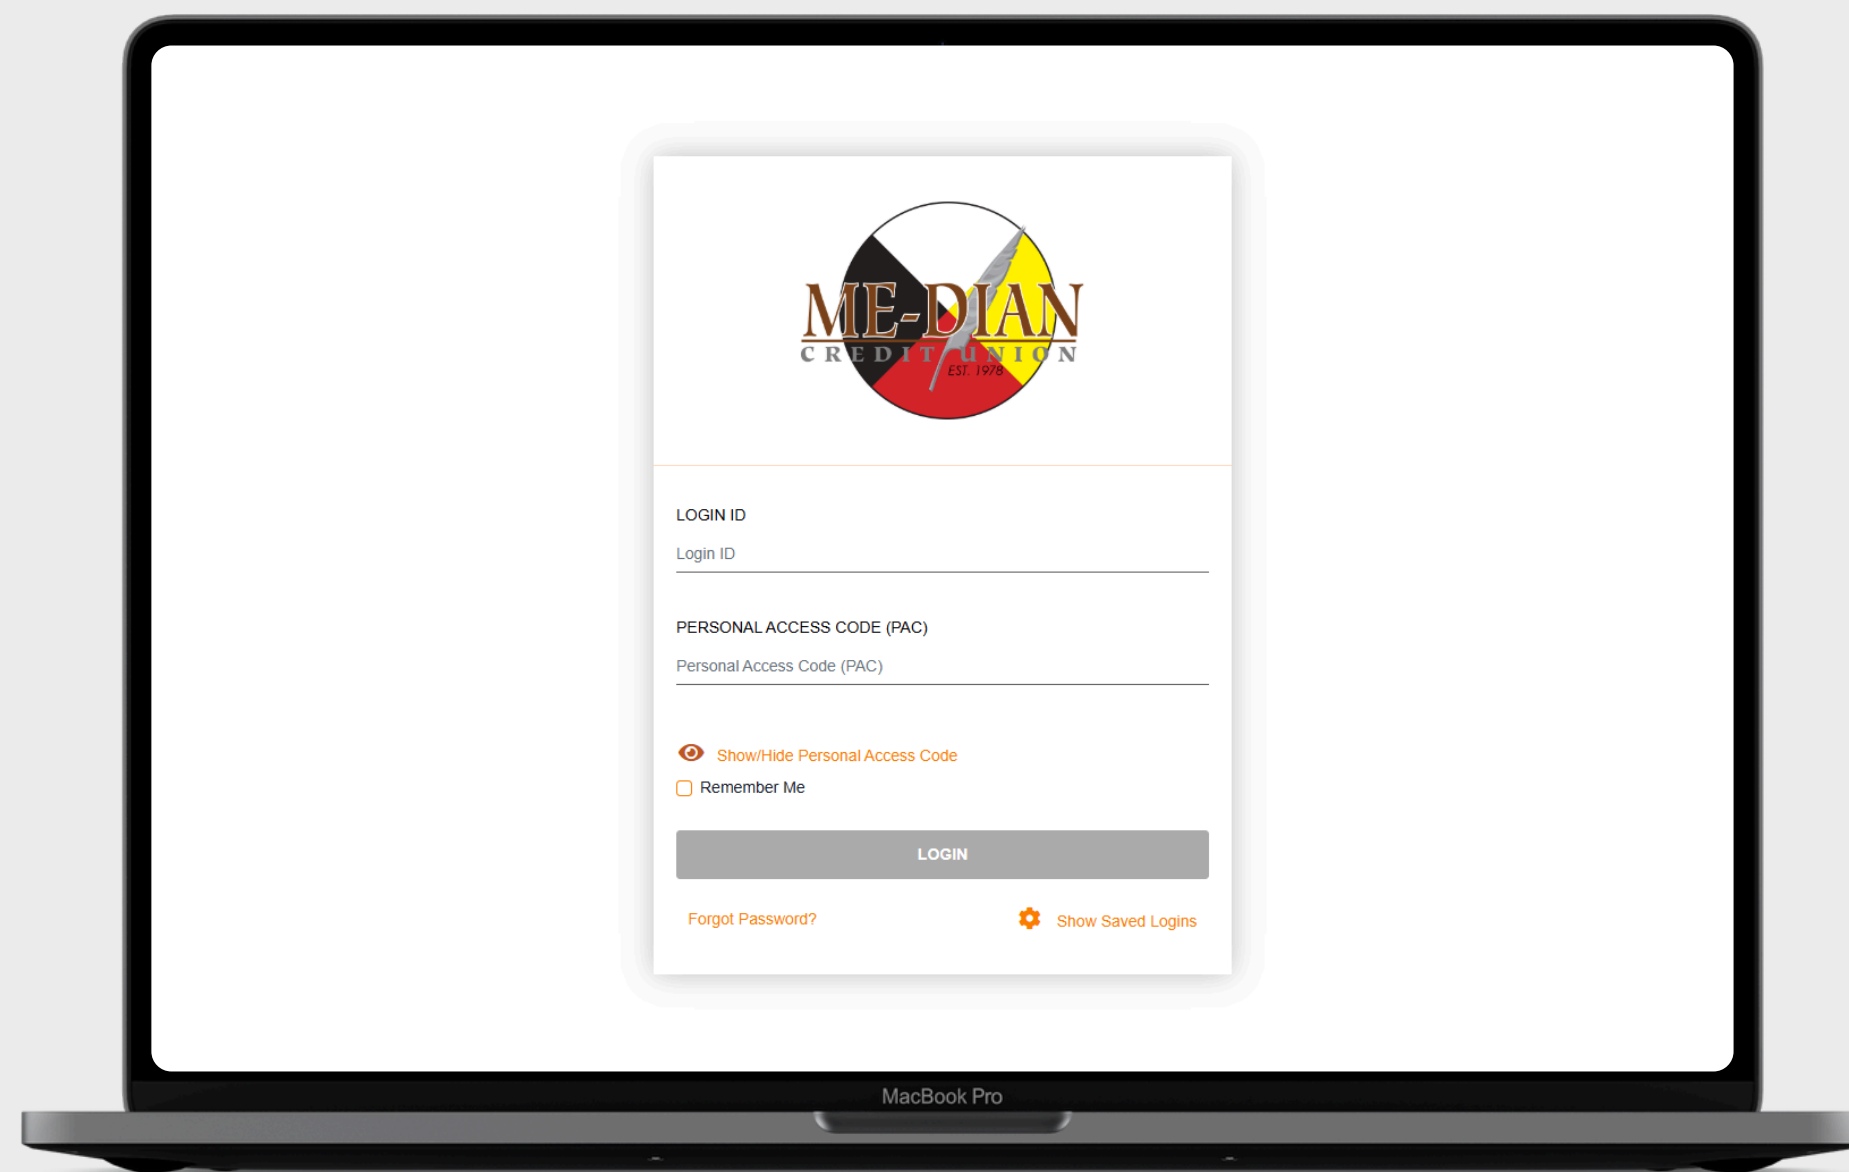 ME-DIAN
CREDIT UNION
EST. 1978
LOGIN ID
Login ID
PERSONAL ACCESS CODE (PAC)
Personal Access Code (PAC)
Show/Hide Personal Access Code
Remember Me
LOGIN
Forgot Password?
Show Saved Logins
MacBook Pro